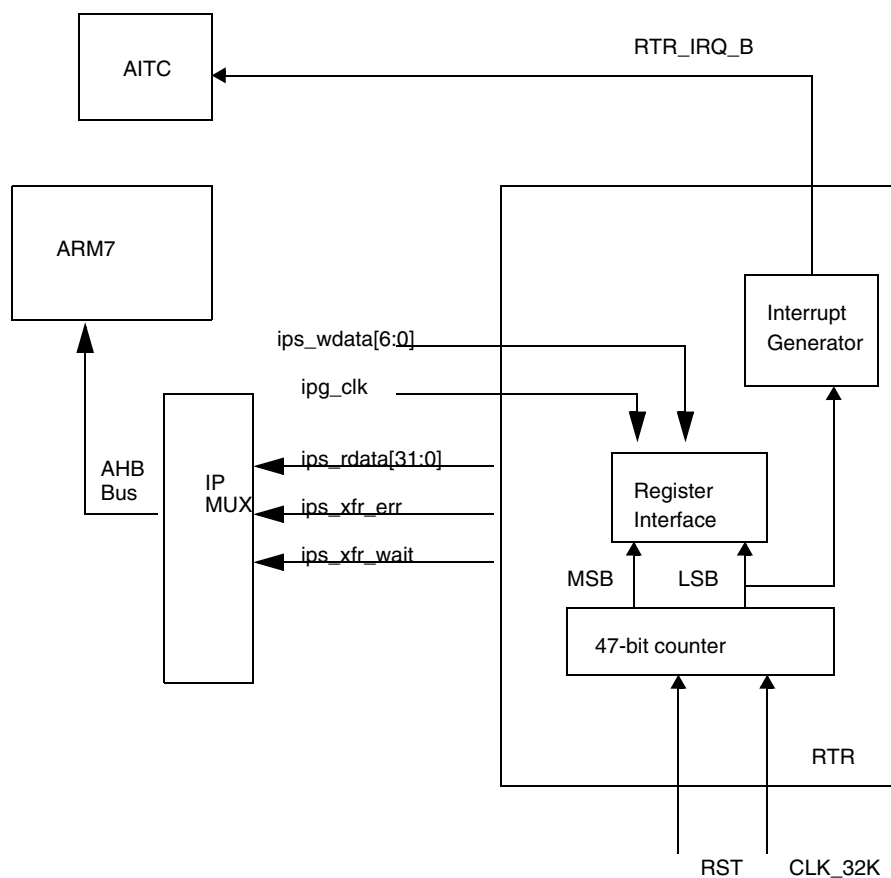 RTR_IRQ_B
AITC
ARM7
Interrupt
Generator
ips_wdata[6:0]
ipg_clk
ips_rdata[31:0]
AHB
Bus
IP
MUX
ips_xfr_err
ips_xfr_wait
Register
Interface
MSB
LSB
47-bit counter
RTR
RST
CLK_32K